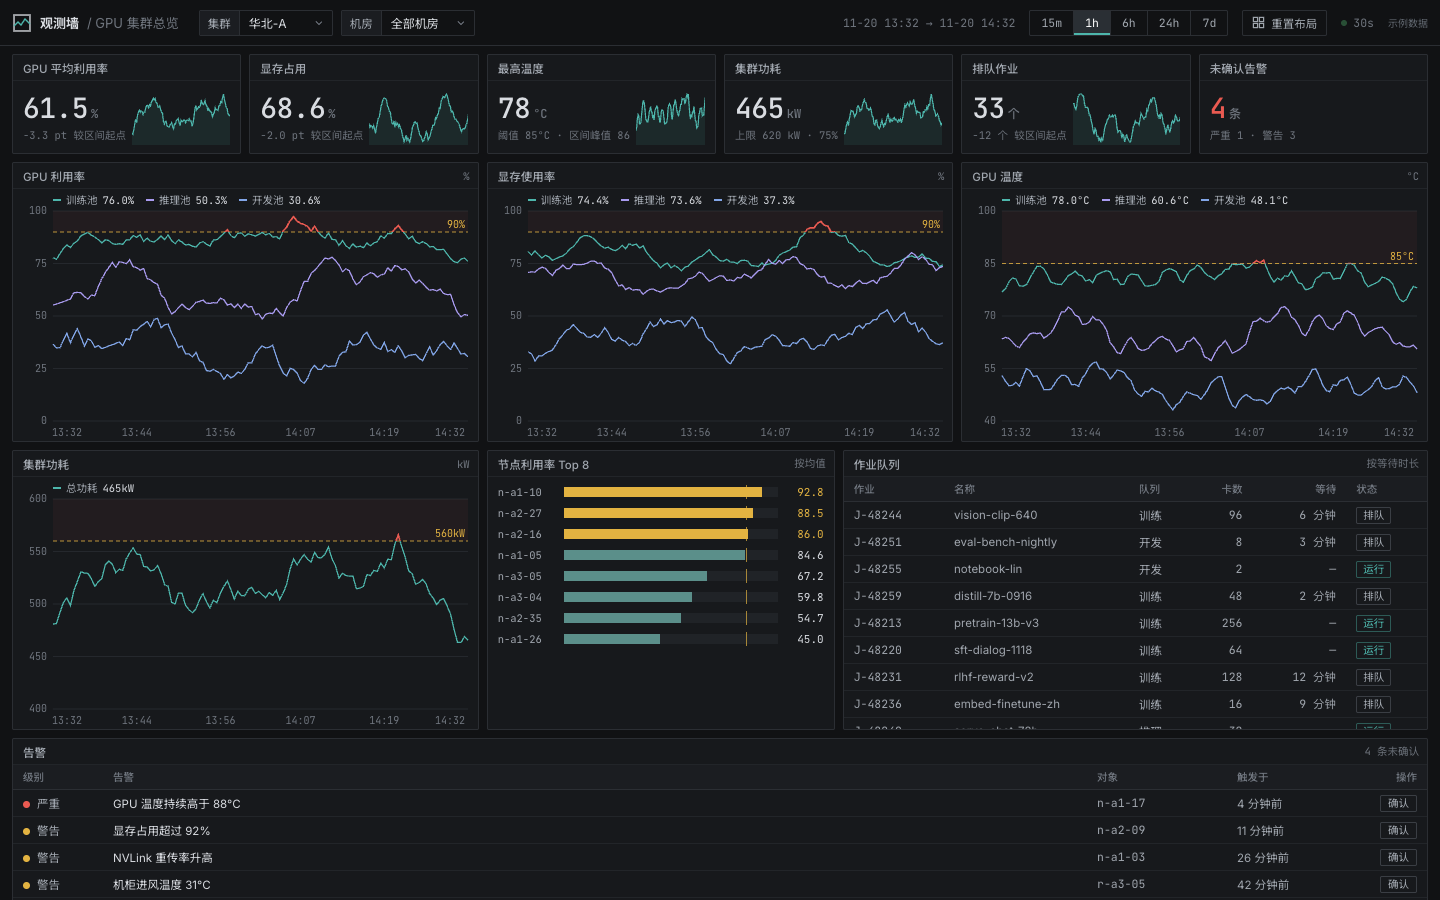 观测墙 / GPU 集群总览 集群 华北-A 机房 全部机房 11-20 13:32 → 11-20 14:32 15m 1h 6h 24h 7d 重置布局 30s 示例数据
GPU 平均利用率
61.5%
-3.3 pt 较区间起点
显存占用
68.6%
-2.0 pt 较区间起点
最高温度
78°C
阈值 85°C · 区间峰值 86
集群功耗
465kW
上限 620 kW · 75%
排队作业
33个
-12 个 较区间起点
未确认告警
4条
严重 1 · 警告 3
GPU 利用率 %
训练池 76.0% 推理池 50.3% 开发池 30.6%
100
90%
75
50
25
0
13:32 13:44 13:56 14:07 14:19 14:32
显存使用率 %
训练池 74.4% 推理池 73.6% 开发池 37.3%
100
90%
75
50
25
0
13:32 13:44 13:56 14:07 14:19 14:32
GPU 温度 °C
训练池 78.0°C 推理池 60.6°C 开发池 48.1°C
100
85°C
85
70
55
40
13:32 13:44 13:56 14:07 14:19 14:32
集群功耗 kW
总功耗 465kW
600
560kW
550
500
450
400
13:32 13:44 13:56 14:07 14:19 14:32
节点利用率 Top 8 按均值
n-a1-10 92.8
n-a2-27 88.5
n-a2-16 86.0
n-a1-05 84.6
n-a3-05 67.2
n-a3-04 59.8
n-a2-35 54.7
n-a1-26 45.0
作业队列 按等待时长
作业 名称 队列 卡数 等待 状态
J-48244 vision-clip-640 训练 96 6 分钟 排队
J-48251 eval-bench-nightly 开发 8 3 分钟 排队
J-48255 notebook-lin 开发 2 — 运行
J-48259 distill-7b-0916 训练 48 2 分钟 排队
J-48213 pretrain-13b-v3 训练 256 — 运行
J-48220 sft-dialog-1118 训练 64 — 运行
J-48231 rlhf-reward-v2 训练 128 12 分钟 排队
J-48236 embed-finetune-zh 训练 16 9 分钟 排队
告警 4 条未确认
级别 告警 对象 触发于 操作
严重 GPU 温度持续高于 88°C n-a1-17 4 分钟前 确认
警告 显存占用超过 92% n-a2-09 11 分钟前 确认
警告 NVLink 重传率升高 n-a1-03 26 分钟前 确认
警告 机柜进风温度 31°C r-a3-05 42 分钟前 确认